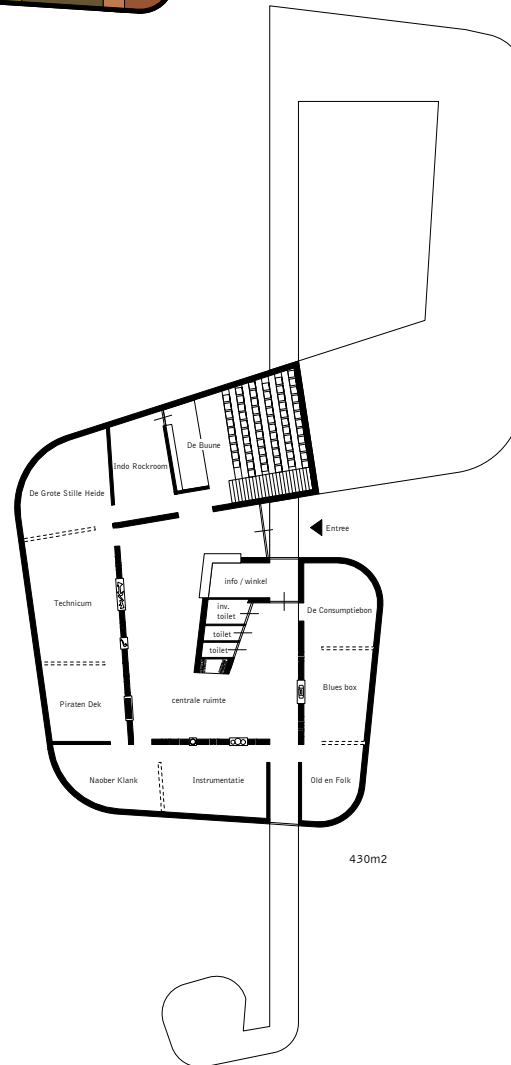 De Buune
Indo Rockroom
De Grote Stille Heide
Entree
info / winkel
Technicum
inv.
toilet
De Consumptiebon
toilet
toilet
Blues box
Piraten Dek
centrale ruimte
Naober Klank
Instrumentatie
Old en Folk
430m2